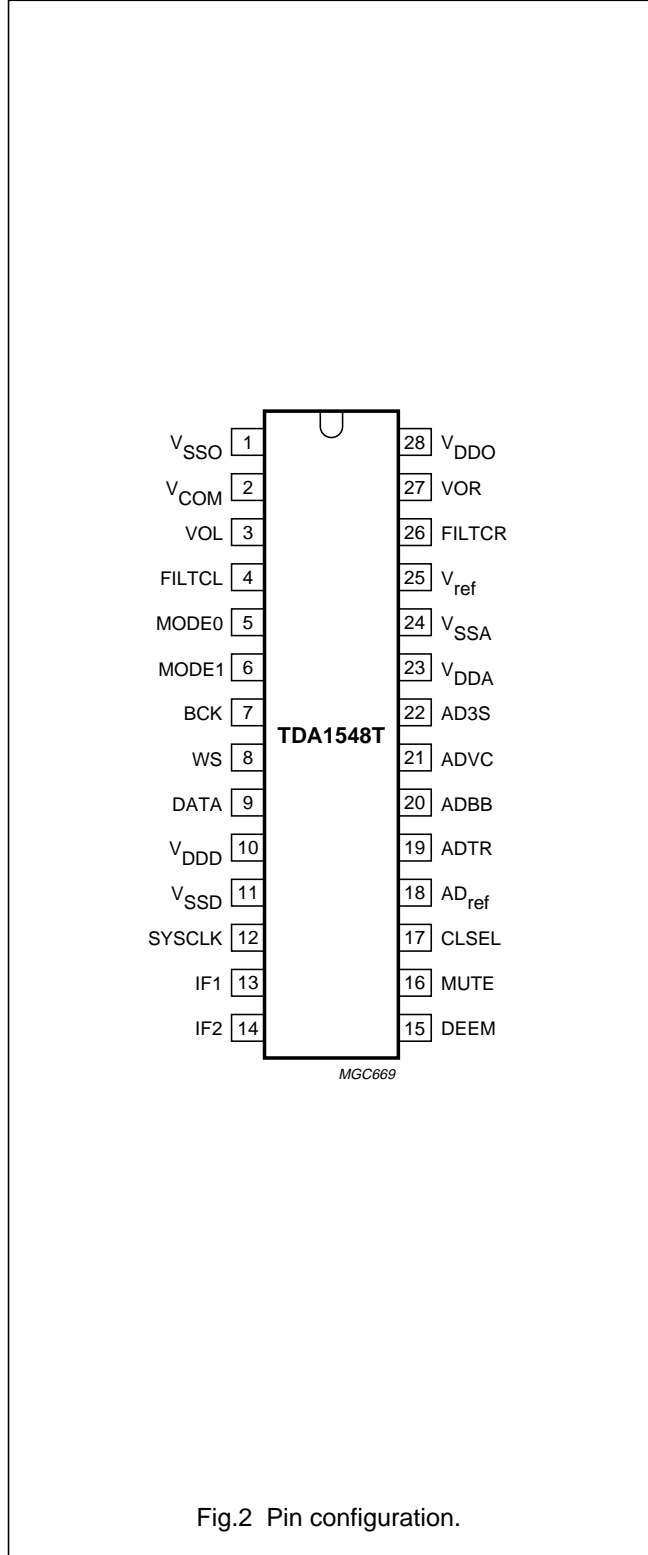 V_SSO 1 28 V_DDO
V_COM 2 27 VOR
VOL 3 26 FILTCR
FILTCL 4 25 V_ref
MODE0 5 24 V_SSA
MODE1 6 23 V_DDA
BCK 7 22 AD3S
TDA1548T
WS 8 21 ADVC
DATA 9 20 ADBB
V_DDD 10 19 ADTR
V_SSD 11 18 AD_ref
SYSCLK 12 17 CLSEL
IF1 13 16 MUTE
IF2 14 15 DEEM
MGC669
Fig.2 Pin configuration.